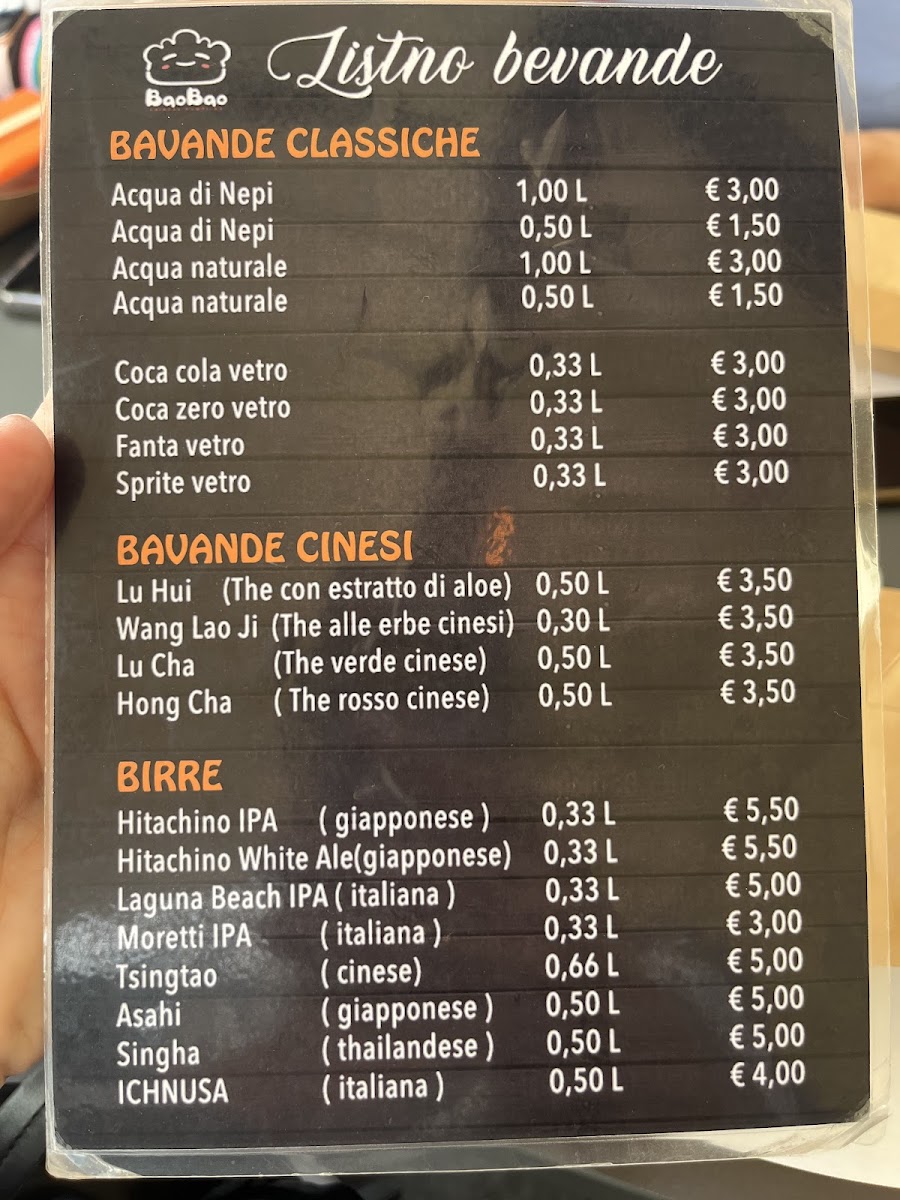 BaoBao
Listno bevande
BAVANDE CLASSICHE
Acqua di Nepi 1,00 L € 3,00
Acqua di Nepi 0,50 L € 1,50
Acqua naturale 1,00 L € 3,00
Acqua naturale 0,50 L € 1,50
Coca cola vetro 0,33 L € 3,00
Coca zero vetro 0,33 L € 3,00
Fanta vetro 0,33 L € 3,00
Sprite vetro 0,33 L € 3,00
BAVANDE CINESI
Lu Hui (The con estratto di aloe) 0,50 L € 3,50
Wang Lao Ji (The alle erbe cinesi) 0,30 L € 3,50
Lu Cha (The verde cinese) 0,50 L € 3,50
Hong Cha ( The rosso cinese) 0,50 L € 3,50
BIRRE
Hitachino IPA ( giapponese ) 0,33 L € 5,50
Hitachino White Ale(giapponese) 0,33 L € 5,50
Laguna Beach IPA ( italiana ) 0,33 L € 5,00
Moretti IPA ( italiana ) 0,33 L € 3,00
Tsingtao ( cinese) 0,66 L € 5,00
Asahi ( giapponese ) 0,50 L € 5,00
Singha ( thailandese ) 0,50 L € 5,00
ICHNUSA ( italiana ) 0,50 L € 4,00